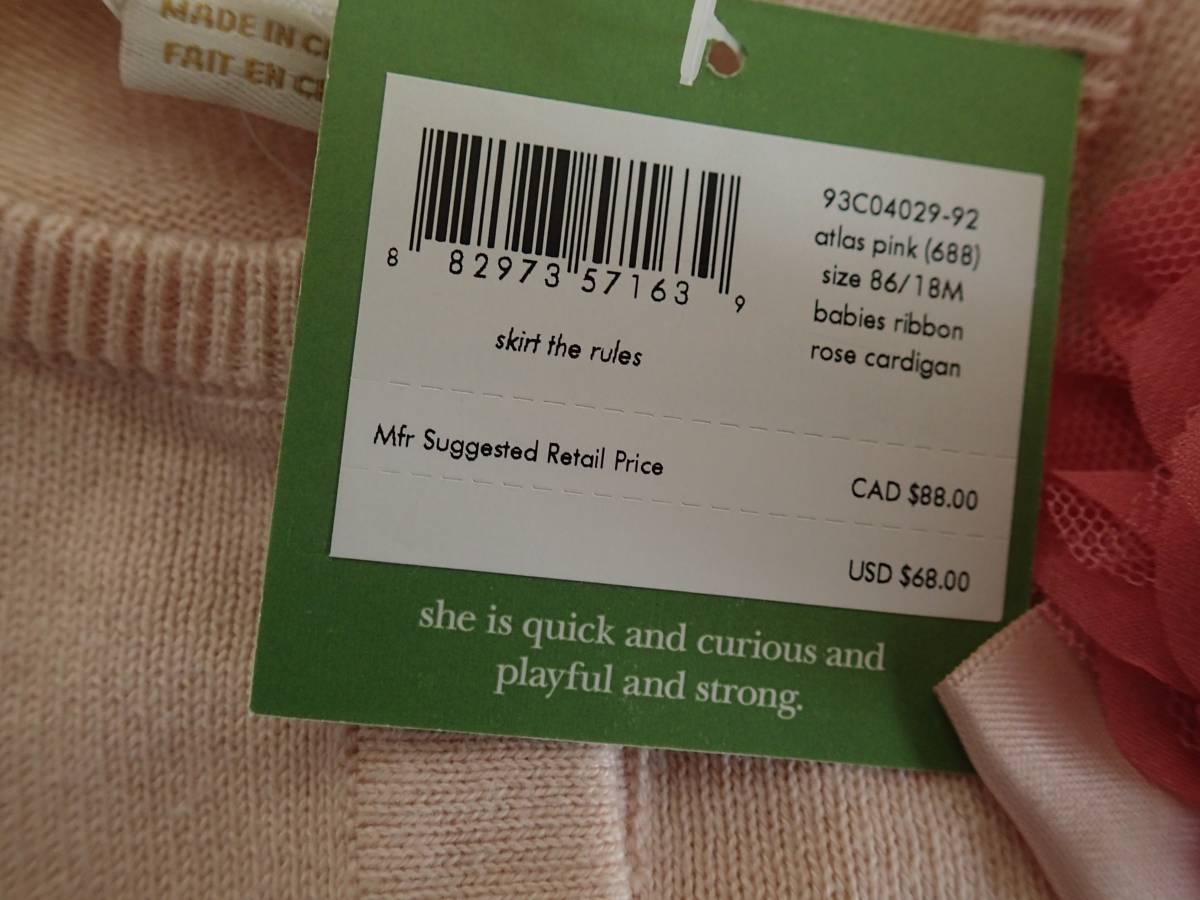 MADE IN C
FAIT EN C
8 82973 57163 9
skirt the rules
93C04029-92
atlas pink (688)
size 86/18M
babies ribbon
rose cardigan
Mfr Suggested Retail Price
CAD $88.00
USD $68.00
she is quick and curious and
playful and strong.